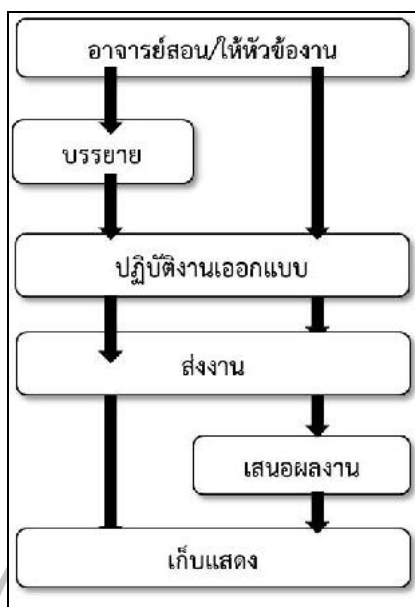 อาจารย์สอน/ให้หัวข้องาน
บรรยาย
ปฏิบัติงานเออกแบบ
ส่งงาน
เสนอผลงาน
เก็บแสดง